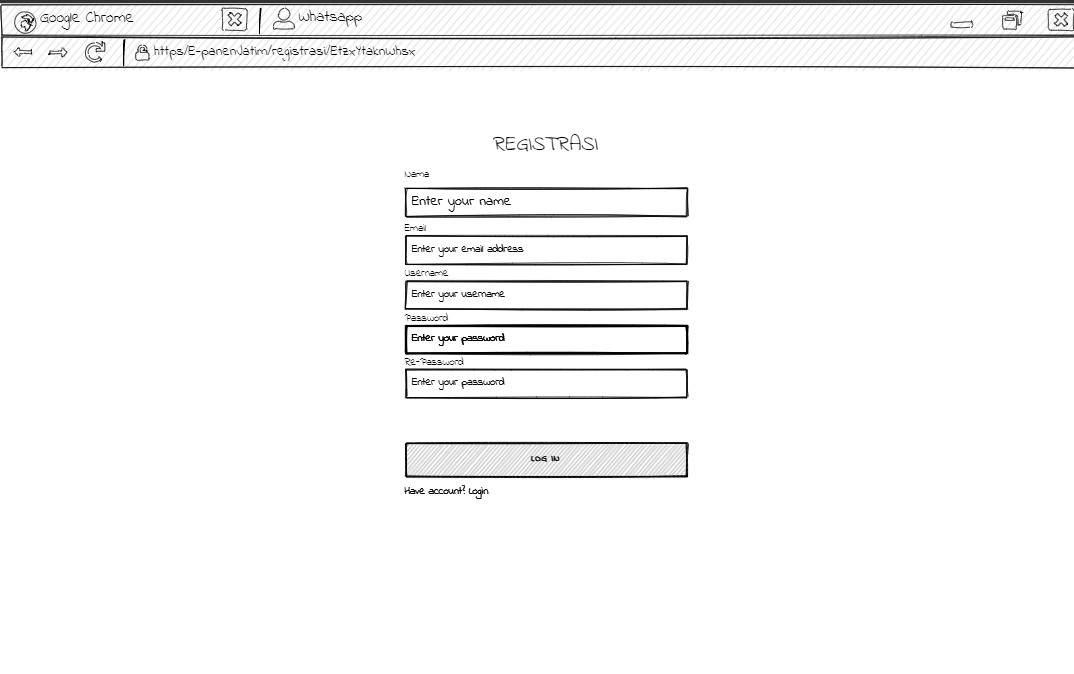 Google Chrome
Whatsapp
https/E-panenJatim/registrasi/EtzxYtaknwhsx
REGISTRASI
Nama
Enter your name
Email
Enter your email address
Username
Enter your username
Password
Enter your password
Re-Password
Enter your password
LOG IN
Have account? Login